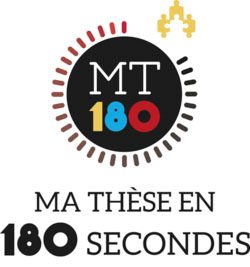 MT
180
MA THÈSE EN
180 SECONDES